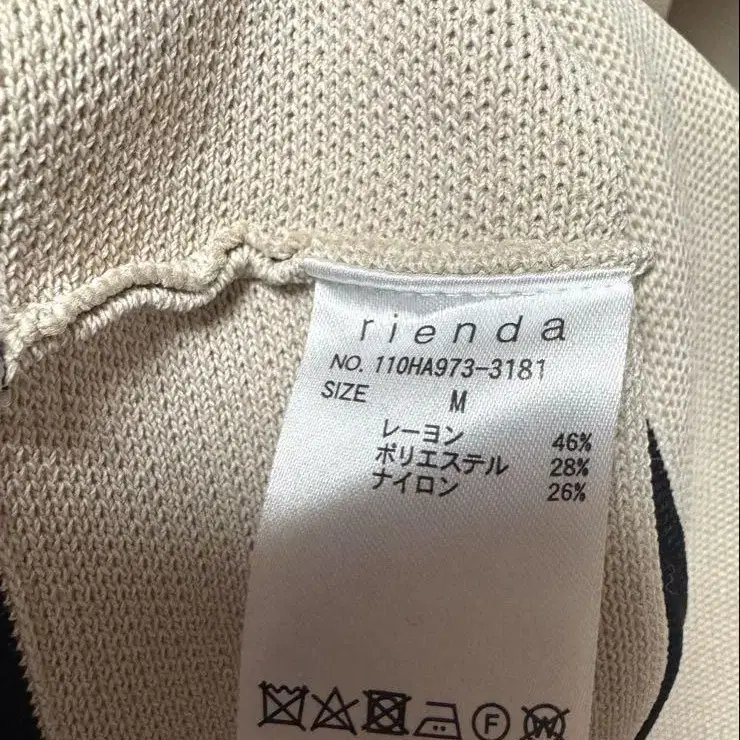 rienda
NO. 110HA973-3181
SIZE M
レーヨン 46%
ポリエステル 28%
ナイロン 26%
F W